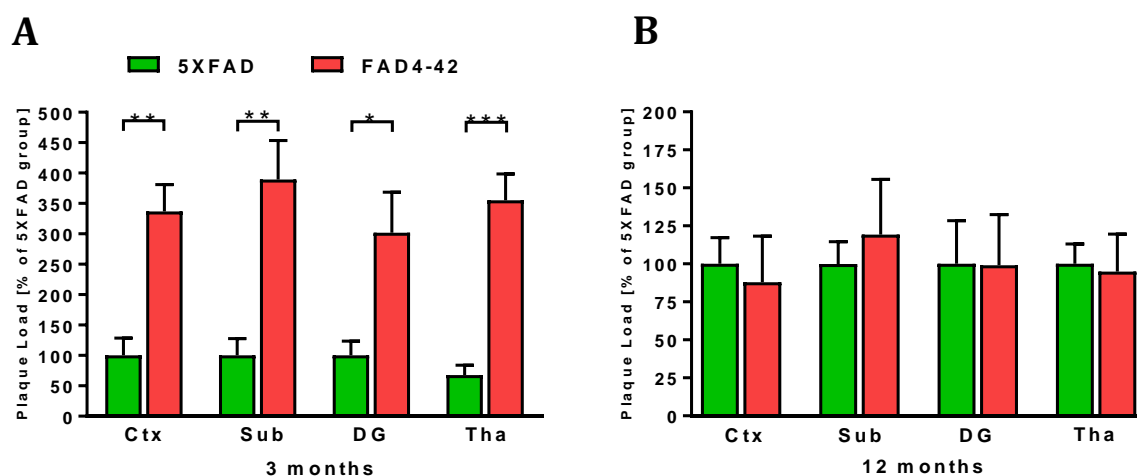 A
B
5XFAD FAD4-42
Plaque Load [% of 5XFAD group]
500
450
400
350
300
250
200
150
100
50
0
** ** * ***
Ctx Sub DG Tha
3 months
Plaque Load [% of 5XFAD group]
200
175
150
125
100
75
50
25
0
Ctx Sub DG Tha
12 months